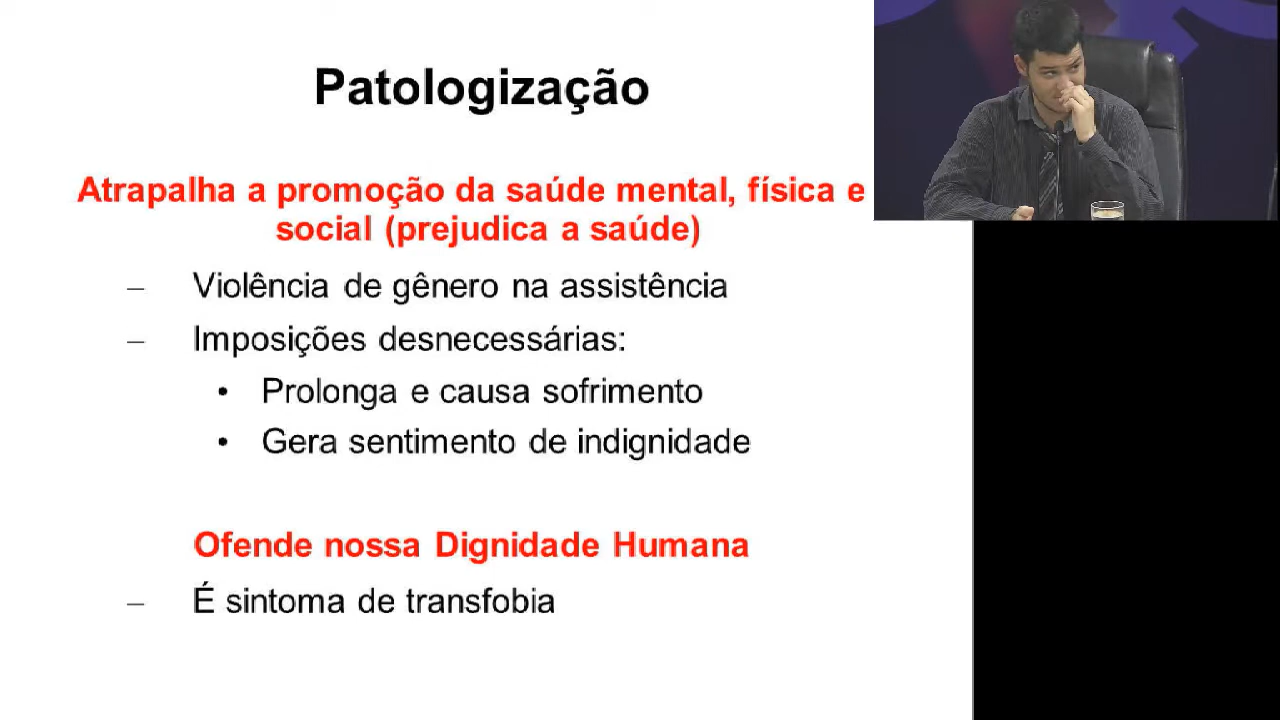 Patologização
Atrapalha a promoção da saúde mental, física e
social (prejudica a saúde)
– Violência de gênero na assistência
– Imposições desnecessárias:
• Prolonga e causa sofrimento
• Gera sentimento de indignidade
Ofende nossa Dignidade Humana
– É sintoma de transfobia